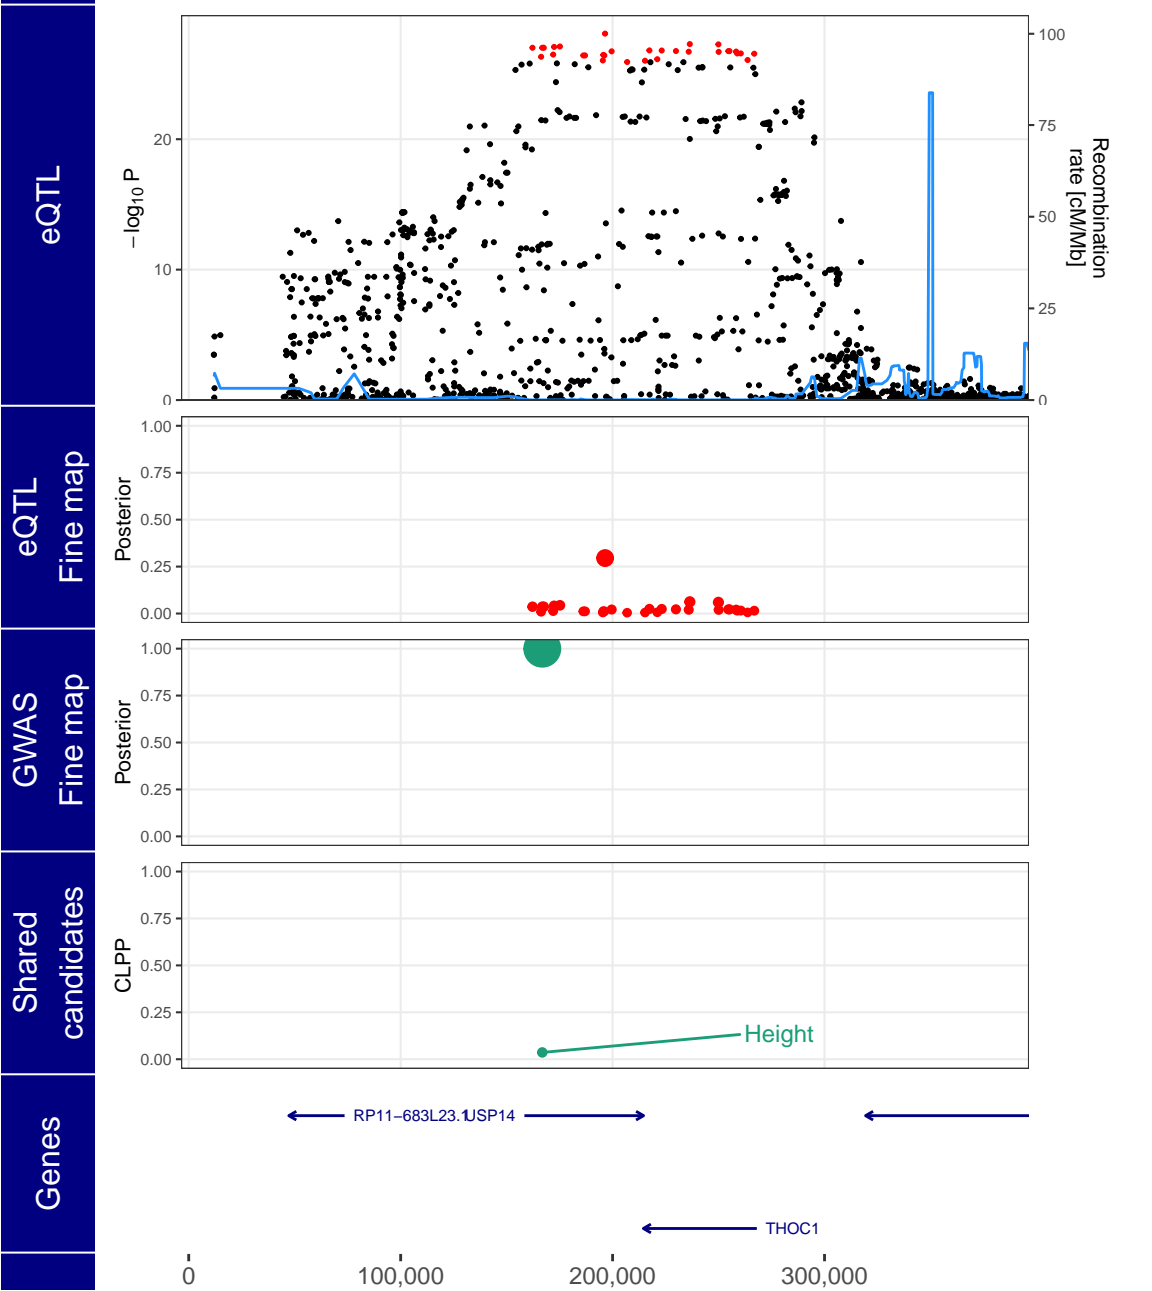 eQTL
−log10 P
20
10
0
100
75
50
25
0
Recombination
rate [cM/Mb]
eQTL
Fine map
Posterior
1.00
0.75
0.50
0.25
0.00
GWAS
Fine map
Posterior
1.00
0.75
0.50
0.25
0.00
Shared
candidates
CLPP
1.00
0.75
0.50
0.25
0.00
Height
Genes
RP11−683L23.1
USP14
THOC1
0
100,000
200,000
300,000